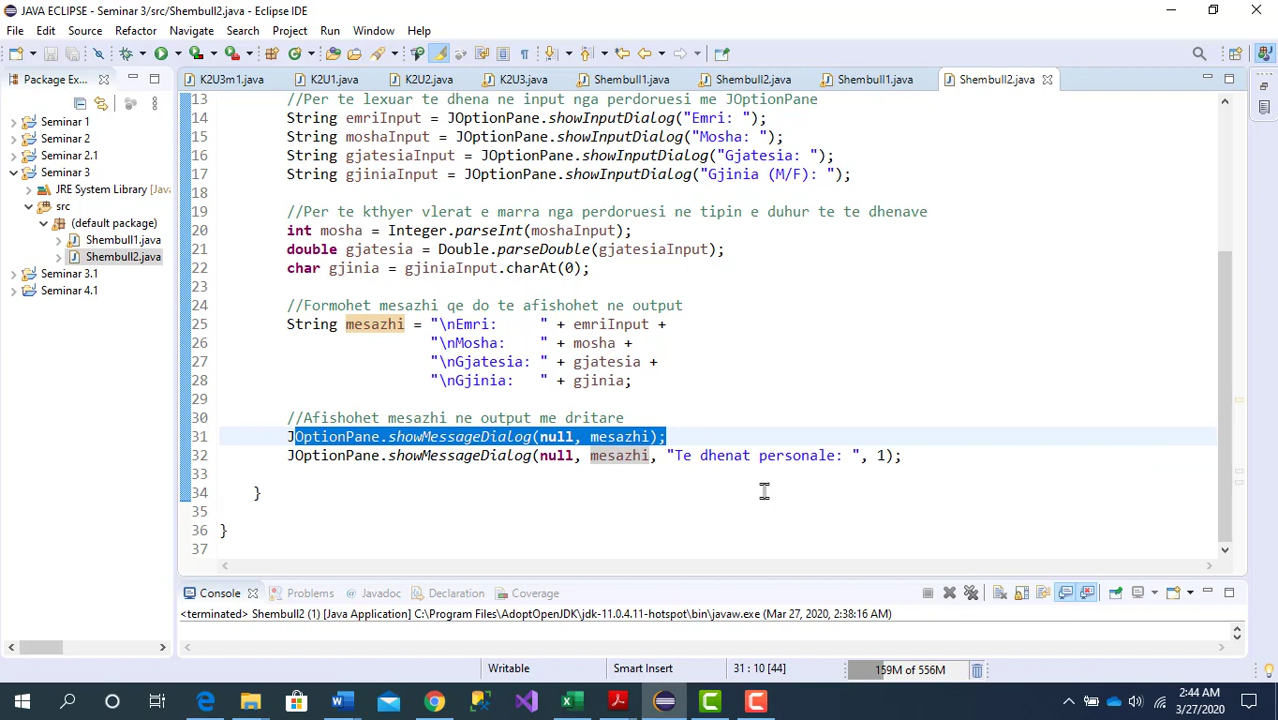 JAVA ECLIPSE - Seminar 3/src/Shembull2.java - Eclipse IDE
File Edit Source Refactor Navigate Search Project Run Window Help
Package Ex...
K2U3m1.java K2U1.java K2U2.java K2U3.java Shembull1.java Shembull2.java Shembull1.java Shembull2.java
Seminar 1
Seminar 2
Seminar 2.1
Seminar 3
JRE System Library [Java
src
(default package)
Shembull1.java
Shembull2.java
Seminar 3.1
Seminar 4.1
13 //Per te lexuar te dhena ne input nga perdoruesi me JOptionPane
14 String emriInput = JOptionPane.showInputDialog("Emri: ");
15 String moshaInput = JOptionPane.showInputDialog("Mosha: ");
16 String gjatesiaInput = JOptionPane.showInputDialog("Gjatesia: ");
17 String gjiniaInput = JOptionPane.showInputDialog("Gjinia (M/F): ");
18
19 //Per te kthyer vlerat e marra nga perdoruesi ne tipin e duhur te te dhenave
20 int mosha = Integer.parseInt(moshaInput);
21 double gjatesia = Double.parseDouble(gjatesiaInput);
22 char gjinia = gjiniaInput.charAt(0);
23
24 //Formohet mesazhi qe do te afishohet ne output
25 String mesazhi = "\nEmri:     " + emriInput +
26 "\nMosha:    " + mosha +
27 "\nGjatesia: " + gjatesia +
28 "\nGjinia:   " + gjinia;
29
30 //Afishohet mesazhi ne output me dritare
31 JOptionPane.showMessageDialog(null, mesazhi);
32 JOptionPane.showMessageDialog(null, mesazhi, "Te dhenat personale: ", 1);
33
34 }
35
36 }
37
Console Problems Javadoc Declaration Coverage
<terminated> Shembull2 (1) [Java Application] C:\Program Files\AdoptOpenJDK\jdk-11.0.4.11-hotspot\bin\javaw.exe (Mar 27, 2020, 2:38:16 AM)
Writable Smart Insert 31 : 10 [44] 159M of 556M
2:44 AM
3/27/2020